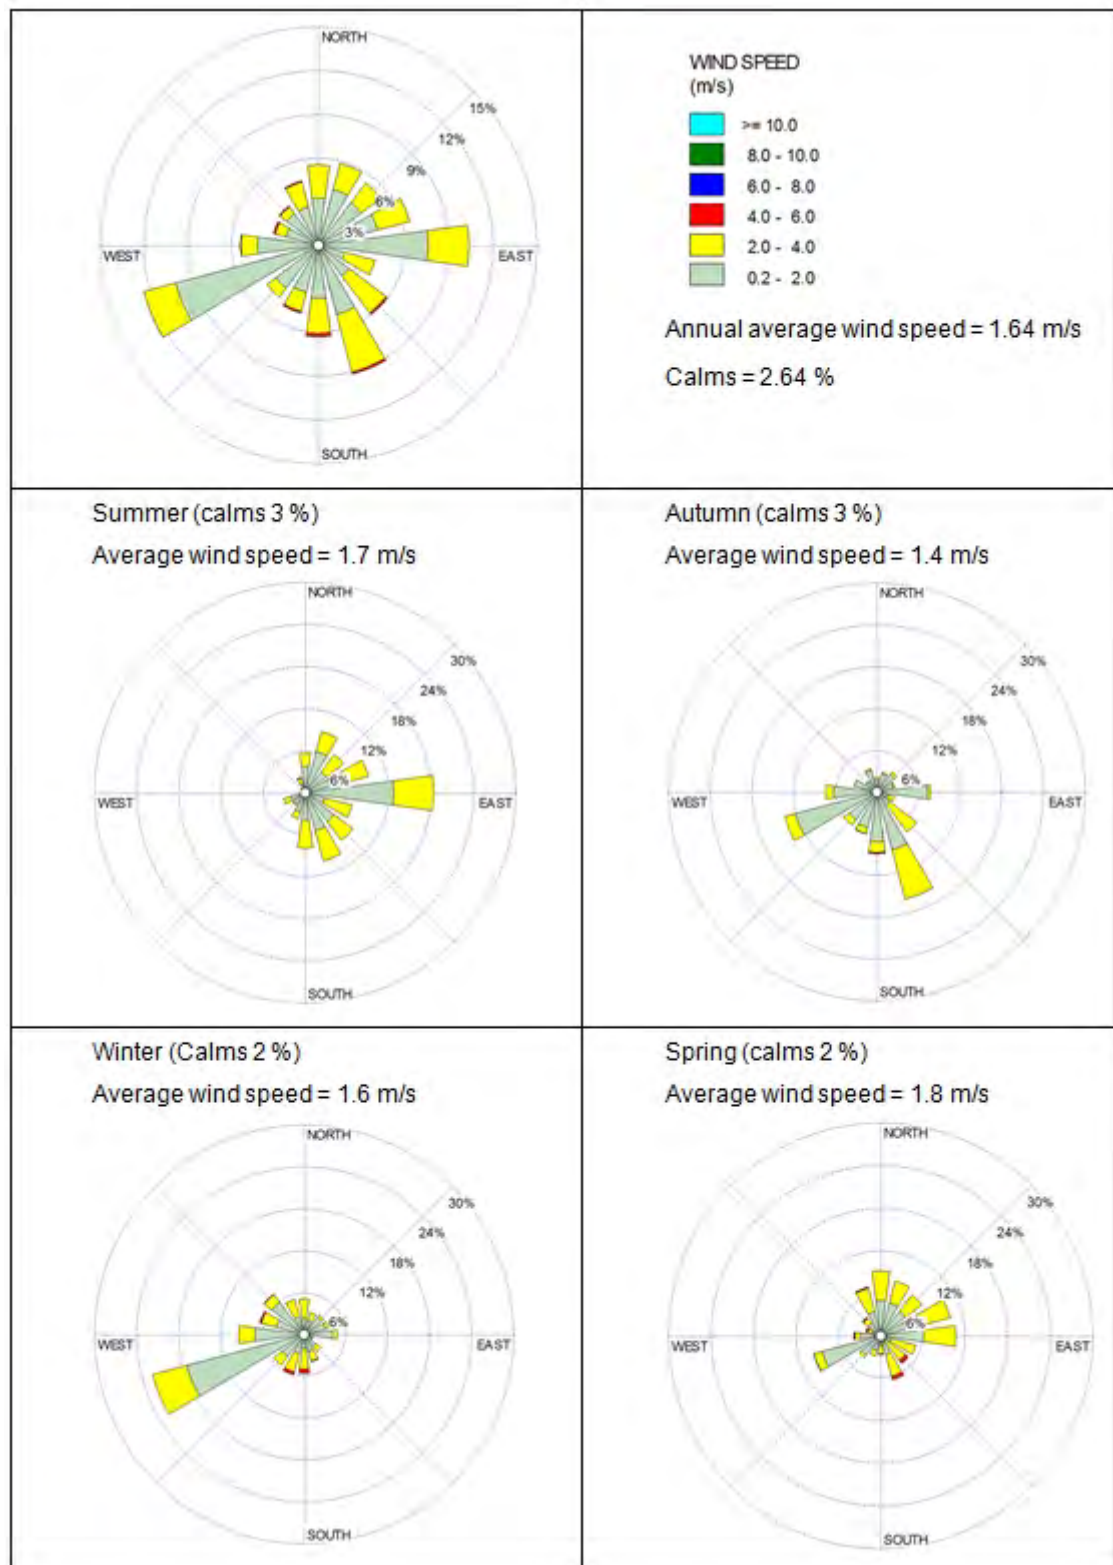 NORTH
15%
12%
9%
6%
3%
WEST
EAST
SOUTH
WIND SPEED
(m/s)
>= 10.0
8.0 - 10.0
6.0 - 8.0
4.0 - 6.0
2.0 - 4.0
0.2 - 2.0
Annual average wind speed = 1.64 m/s
Calms = 2.64 %
Summer (calms 3 %)
Average wind speed = 1.7 m/s
NORTH
30%
24%
18%
12%
6%
WEST
EAST
SOUTH
Autumn (calms 3 %)
Average wind speed = 1.4 m/s
NORTH
30%
24%
18%
12%
6%
WEST
EAST
SOUTH
Winter (Calms 2 %)
Average wind speed = 1.6 m/s
NORTH
30%
24%
18%
12%
6%
WEST
EAST
SOUTH
Spring (calms 2 %)
Average wind speed = 1.8 m/s
NORTH
30%
24%
18%
12%
6%
WEST
EAST
SOUTH